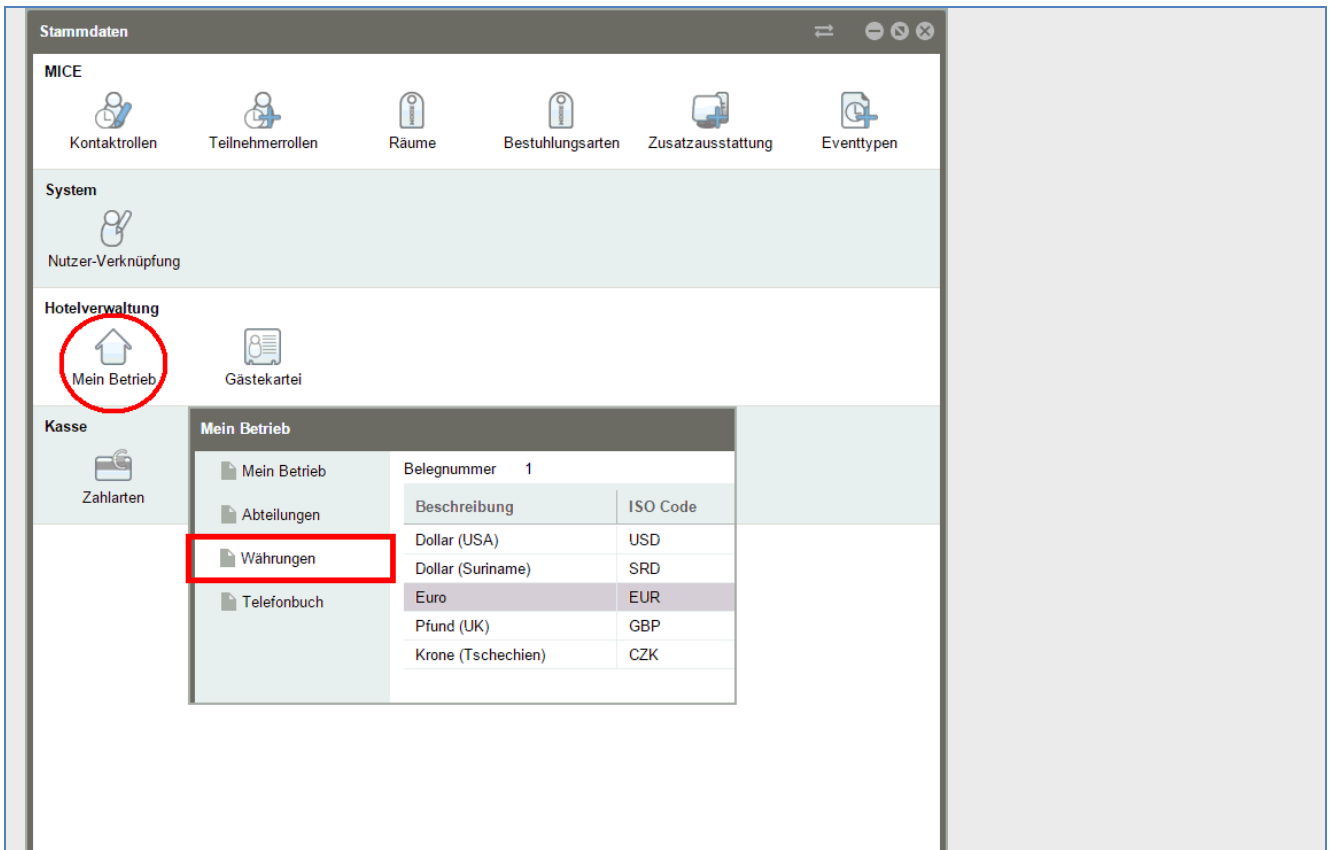 Stammdaten
MICE
Kontaktrollen Teilnehmerrollen Räume Bestuhlungsarten Zusatzausstattung Eventtypen
System
Nutzer-Verknüpfung
Hotelverwaltung
Mein Betrieb Gästekartei
Kasse
Zahlarten
Mein Betrieb
Mein Betrieb
Abteilungen
Währungen
Telefonbuch
Belegnummer 1
Beschreibung ISO Code
Dollar (USA) USD
Dollar (Suriname) SRD
Euro EUR
Pfund (UK) GBP
Krone (Tschechien) CZK